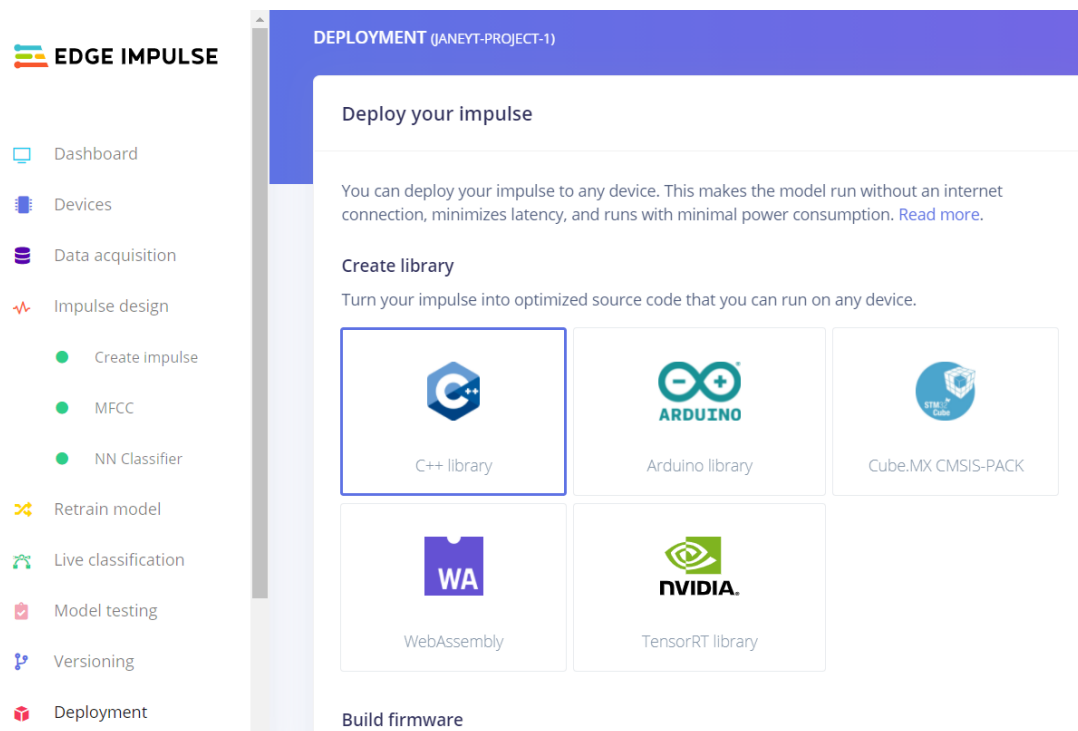 EDGE IMPULSE
Dashboard
Devices
Data acquisition
Impulse design
Create impulse
MFCC
NN Classifier
Retrain model
Live classification
Model testing
Versioning
Deployment
DEPLOYMENT (JANEYT-PROJECT-1)
Deploy your impulse
You can deploy your impulse to any device. This makes the model run without an internet
connection, minimizes latency, and runs with minimal power consumption. Read more.
Create library
Turn your impulse into optimized source code that you can run on any device.
C++
C++ library
ARDUINO
Arduino library
STM32
Cube
Cube.MX CMSIS-PACK
WA
WebAssembly
NVIDIA.
TensorRT library
Build firmware